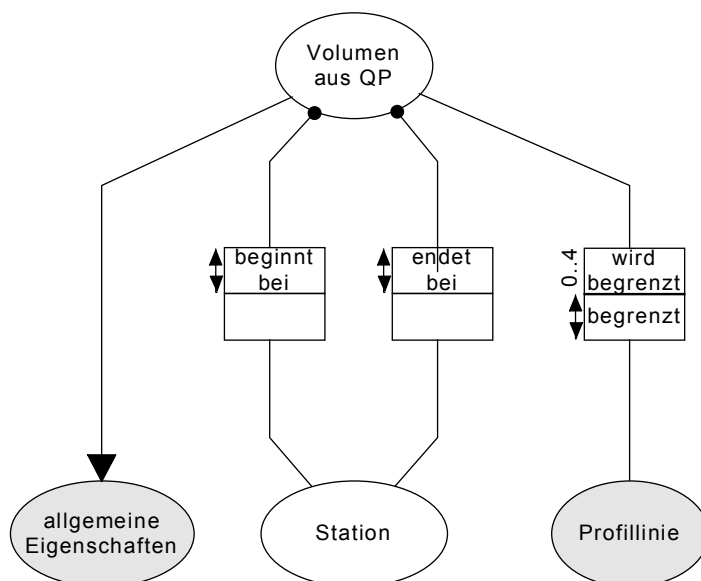 Volumen
aus QP
beginnt
bei
endet
bei
0..4
wird
begrenzt
begrenzt
allgemeine
Eigenschaften
Station
Profillinie